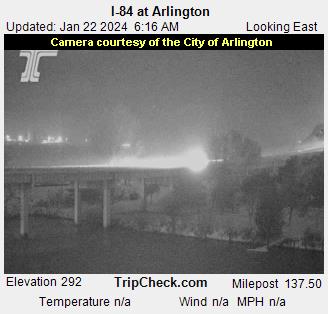 I-84 at Arlington
Updated: Jan 22 2024 6:16 AM Looking East
Camera courtesy of the City of Arlington
Elevation 292 TripCheck.com Milepost 137.50
Temperature n/a Wind n/a MPH n/a